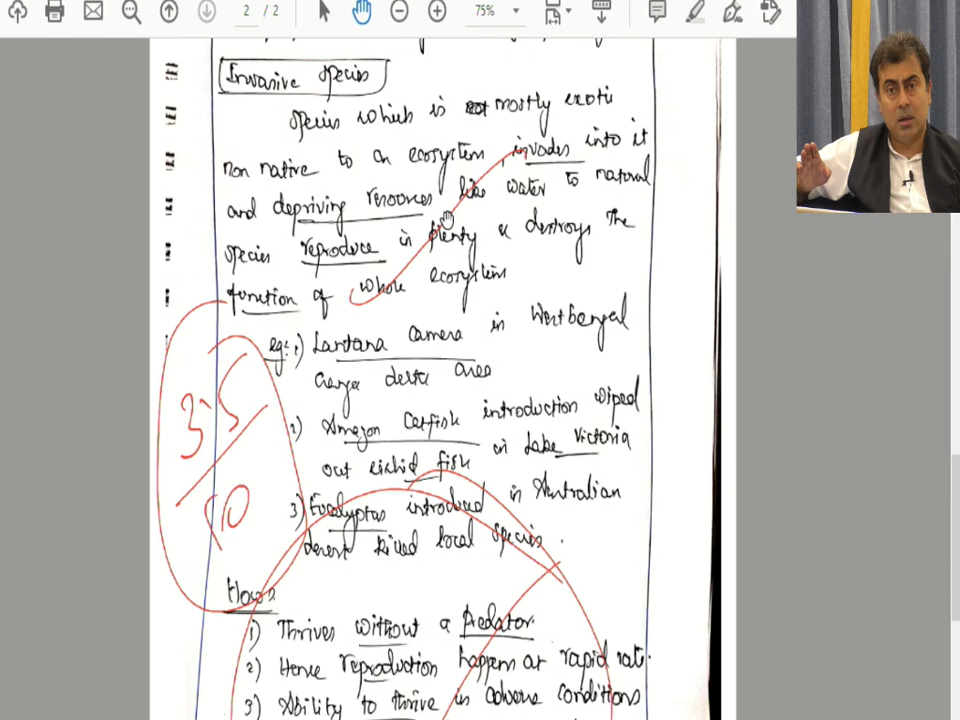 2 / 2
75%
Invasive species
species which is mostly exotic
non native to an ecosystem, invades into it
and depriving resources like water to natural
species reproduce in plenty & destroys the
function of whole ecosystem
eg: 1) Lantana Camera in West bengal
Ganga delta area
2) Amazon Catfish introduction wiped
out cichlid fish in Lake Victoria
3) Eucalyptus introduced in Australian
desert killed local species.
3.5
10
How?
1) Thrives without a predator.
2) Hence reproduction happens at rapid rate.
3) Ability to thrive in adverse conditions